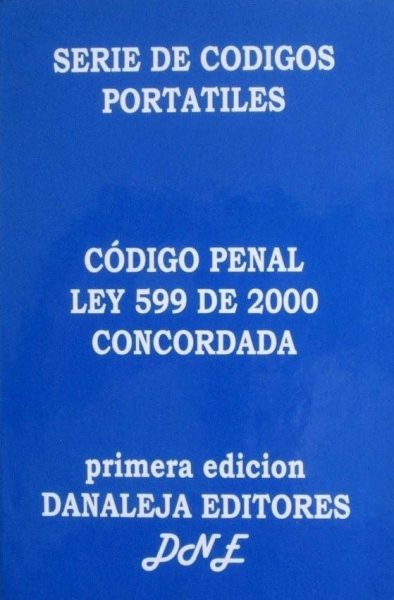 SERIE DE CODIGOS
PORTATILES
CÓDIGO PENAL
LEY 599 DE 2000
CONCORDADA
primera edicion
DANALEJA EDITORES
DNE